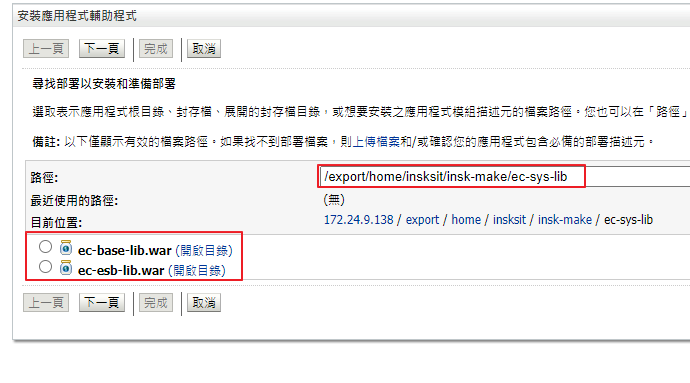 安裝應用程式輔助程式
上一頁 下一頁 完成 取消
尋找部署以安裝和準備部署
選取表示應用程式根目錄、封存檔、展開的封存檔目錄，或想要安裝之應用程式模組描述元的檔案路徑。您也可以在「路徑」
備註: 以下僅顯示有效的檔案路徑。如果找不到部署檔案，則上傳檔案和/或確認您的應用程式包含必備的部署描述元。
路徑: /export/home/insksit/insk-make/ec-sys-lib
最近使用的路徑: (無)
目前位置: 172.24.9.138 / export / home / insksit / insk-make / ec-sys-lib
ec-base-lib.war (開啟目錄)
ec-esb-lib.war (開啟目錄)
上一頁 下一頁 完成 取消